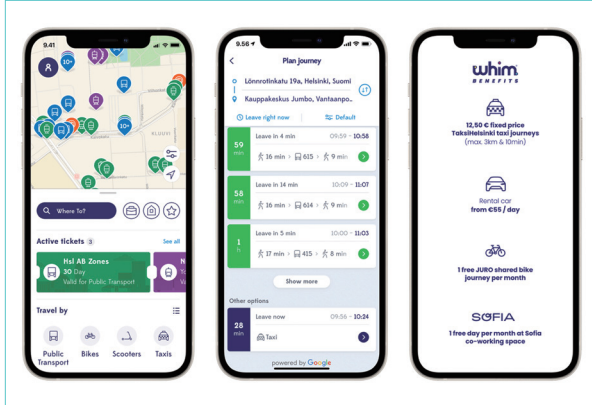 9.41
10+
KLUUVI
10+
Where To?
Active tickets 3
See all
Hsl AB Zones
30 Day
Valid for Public Transport
Travel by
Public Transport
Bikes
Scooters
Taxis
9.56
Plan journey
Lönnrotinkatu 19a, Helsinki, Suomi
Kauppakeskus Jumbo, Vantaanpo..
Leave right now
Default
59 min
Leave in 4 min
09:59 - 10:58
16 min > 615 > 9 min
58 min
Leave in 14 min
10:09 - 11:07
16 min > 614 > 9 min
1 h
Leave in 5 min
10:00 - 11:03
17 min > 415 > 8 min
Show more
Other options
28 min
Leave now
09:56 - 10:24
Taxi
powered by Google
whim
BENEFITS
12,50 € fixed price
TaksiHelsinki taxi journeys
(max. 3km & 10min)
Rental car
from €55 / day
1 free JURO shared bike
journey per month
SOFIA
1 free day per month at Sofia
co-working space